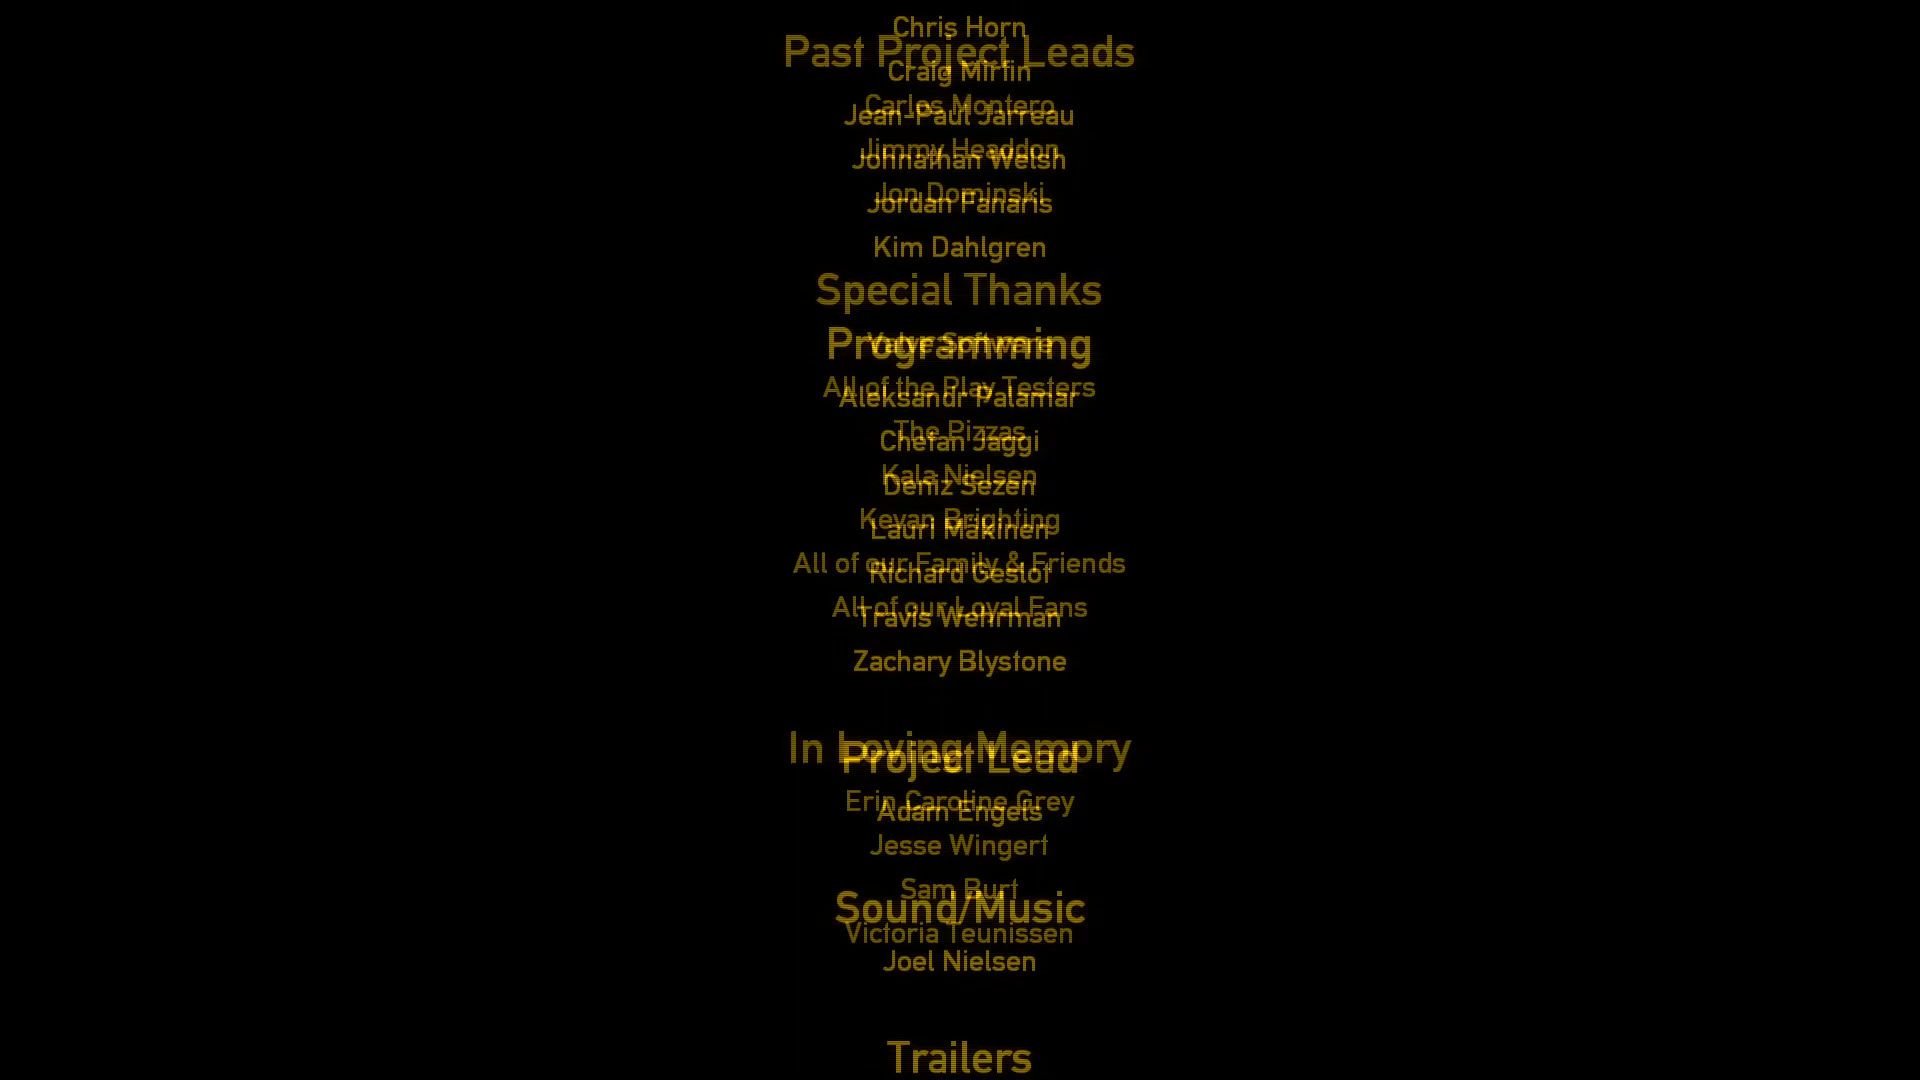 Chris Horn
Past Project Leads
Craig Mirfin
Carlos Montero
Jean-Paul Jarreau
Jimmy Headdon
Johnathan Welsh
Jon Dominski
Jordan Fanaris
Kim Dahlgren
Special Thanks
Programming
Valve Software
All of the Play Testers
Aleksandr Palamar
The Pizzas
Chetan Jaggi
Kala Nielsen
Deniz Sezen
Kevan Brighting
Lauri Mäkinen
All of our Family & Friends
Richard Geslot
All of our Loyal Fans
Travis Wehrman
Zachary Blystone
In Loving Memory
Project Lead
Erin Caroline Grey
Adam Engels
Jesse Wingert
Sam Burt
Sound/Music
Victoria Teunissen
Joel Nielsen
Trailers